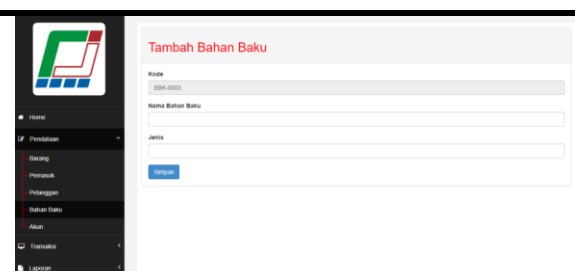 Tambah Bahan Baku
Kode
BBK-0003
Nama Bahan Baku
Jenis
Simpan
Home
Pendataan
Barang
Pemasok
Pelanggan
Bahan Baku
Akun
Transaksi
Laporan